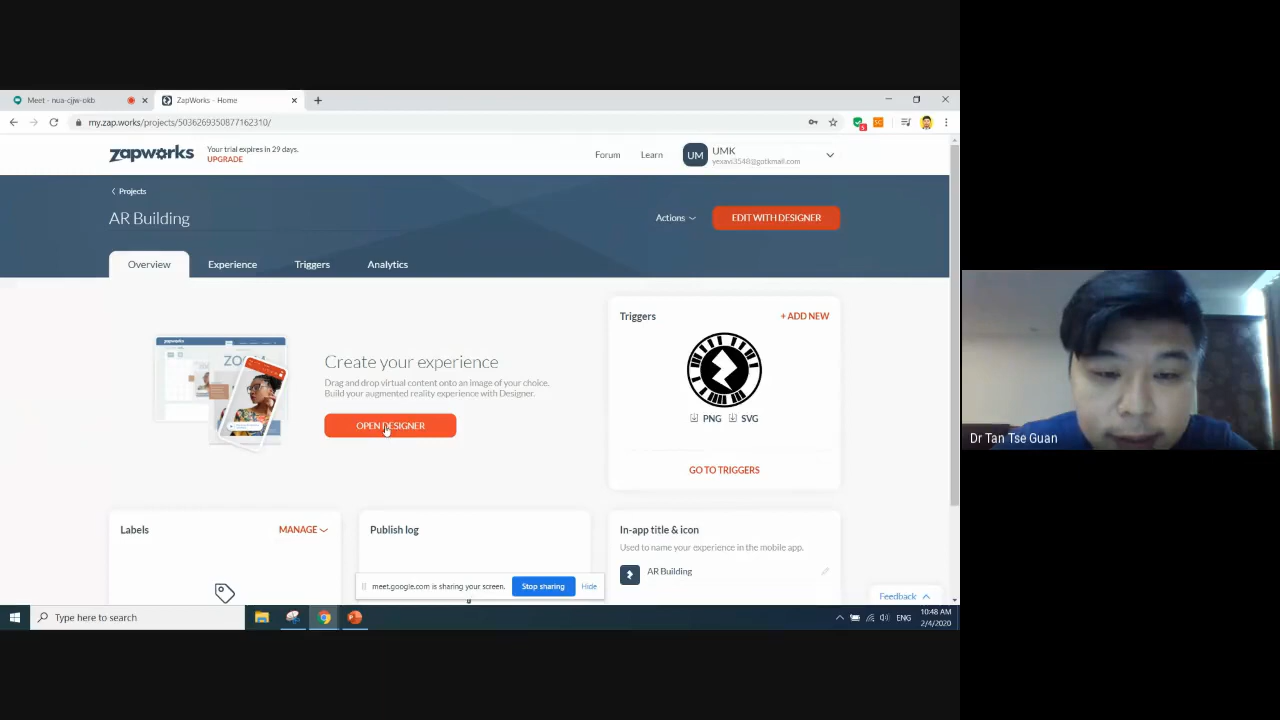 Meet - nua-cjjw-okb
ZapWorks - Home
my.zap.works/projects/5036269350877162310/
zapworks
Your trial expires in 29 days.
UPGRADE
Forum
Learn
UM
UMK
yexavi3548@gotkmail.com
Projects
AR Building
Actions
EDIT WITH DESIGNER
Overview
Experience
Triggers
Analytics
Create your experience
Drag and drop virtual content onto an image of your choice.
Build your augmented reality experience with Designer.
OPEN DESIGNER
Triggers
+ ADD NEW
PNG
SVG
GO TO TRIGGERS
Labels
MANAGE
Publish log
In-app title & icon
Used to name your experience in the mobile app.
AR Building
meet.google.com is sharing your screen.
Stop sharing
Hide
Feedback
Type here to search
ENG
10:48 AM
2/4/2020
Dr Tan Tse Guan